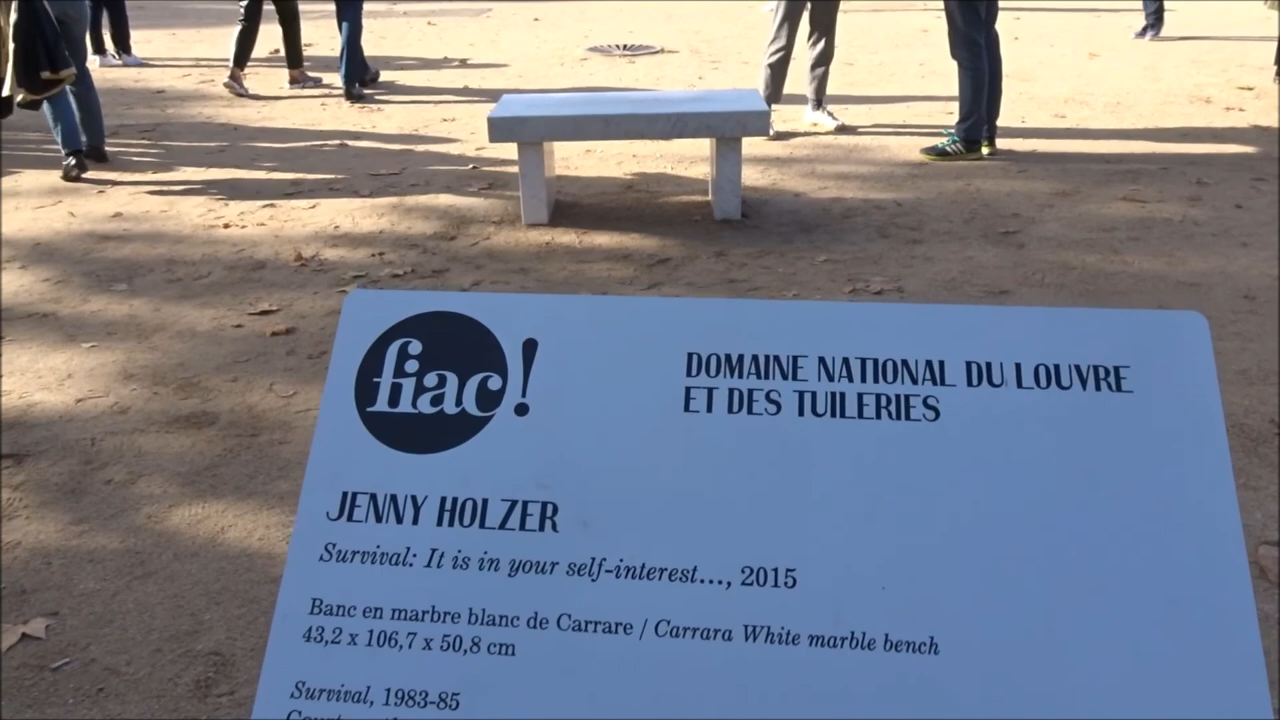 fiac!
DOMAINE NATIONAL DU LOUVRE
ET DES TUILERIES
JENNY HOLZER
Survival: It is in your self-interest..., 2015
Banc en marbre blanc de Carrare / Carrara White marble bench
43,2 x 106,7 x 50,8 cm
Survival, 1983-85